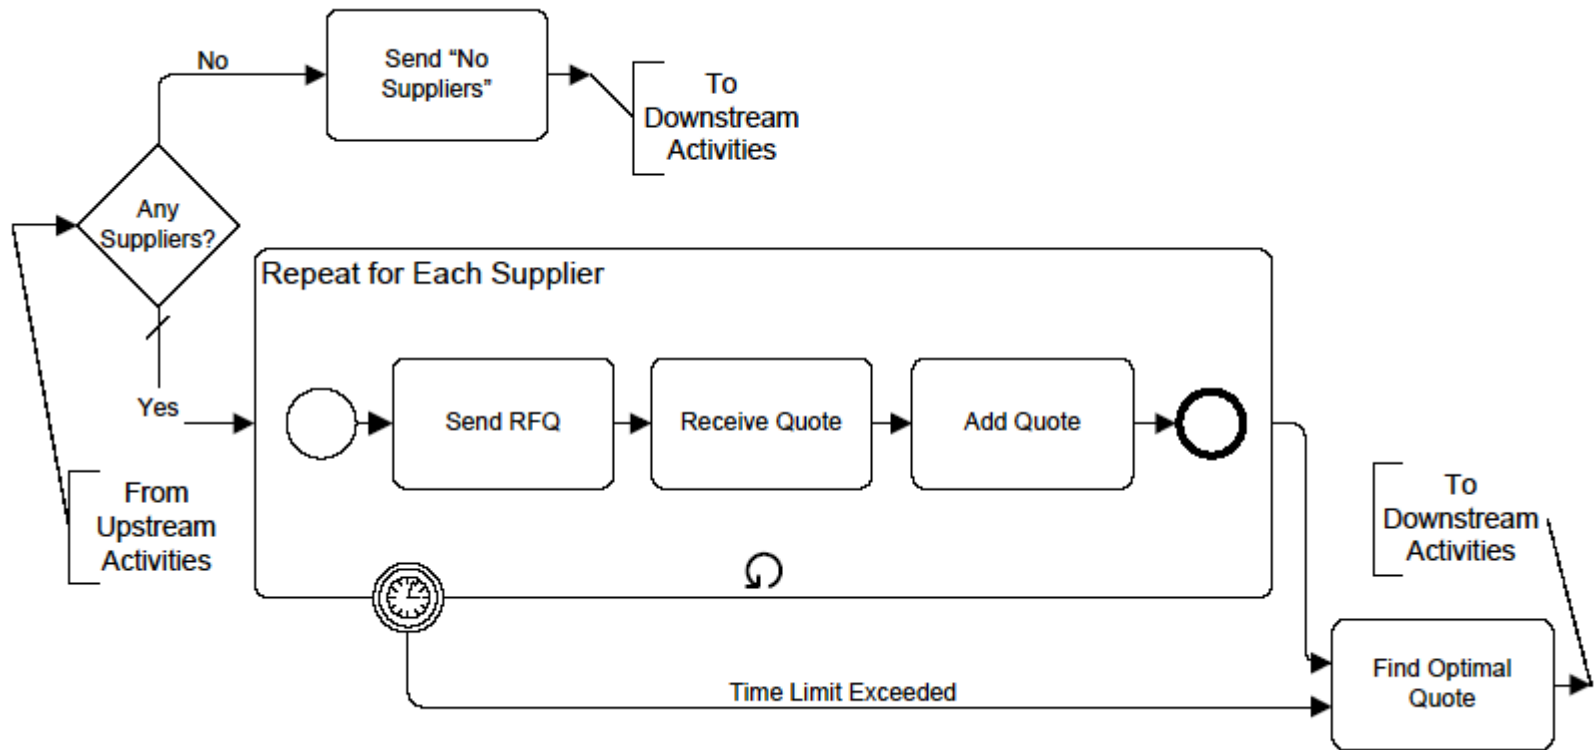 No
Send “No
Suppliers”
To
Downstream
Activities
Any
Suppliers?
Repeat for Each Supplier
Send RFQ
Receive Quote
Add Quote
Yes
From
Upstream
Activities
To
Downstream
Activities
Time Limit Exceeded
Find Optimal
Quote